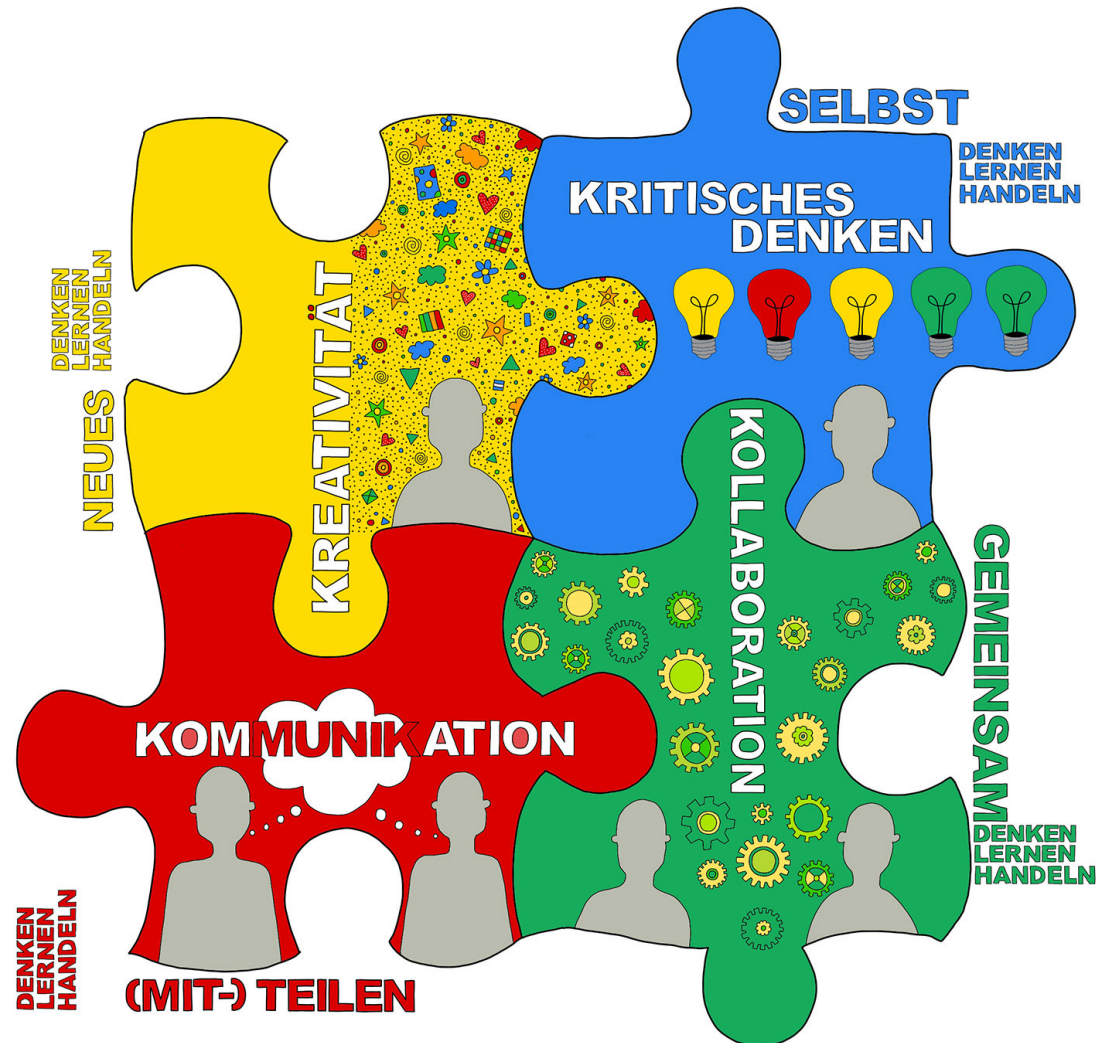 SELBST
DENKEN
LERNEN
HANDELN
KRITISCHES
DENKEN
NEUES
DENKEN
LERNEN
HANDELN
KREATIVITÄT
KOLLABORATION
GEMEINSAM
DENKEN
LERNEN
HANDELN
KOMMUNIKATION
DENKEN
LERNEN
HANDELN
(MIT-) TEILEN